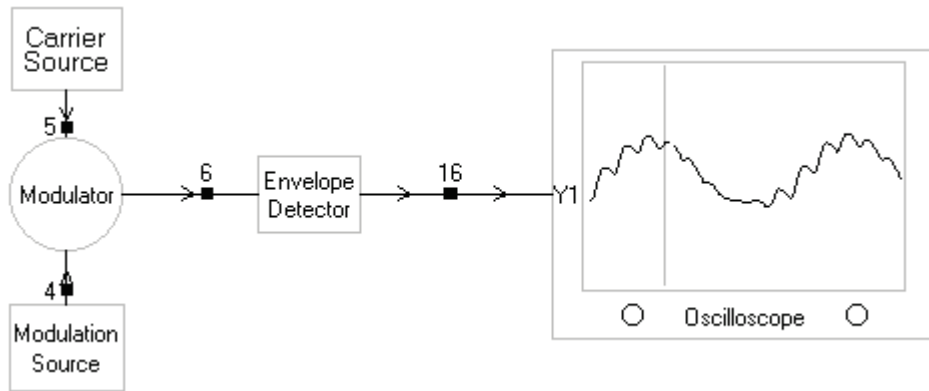 Carrier
Source
5
Modulator
6
Envelope
Detector
16
Y1
4
Modulation
Source
Oscilloscope